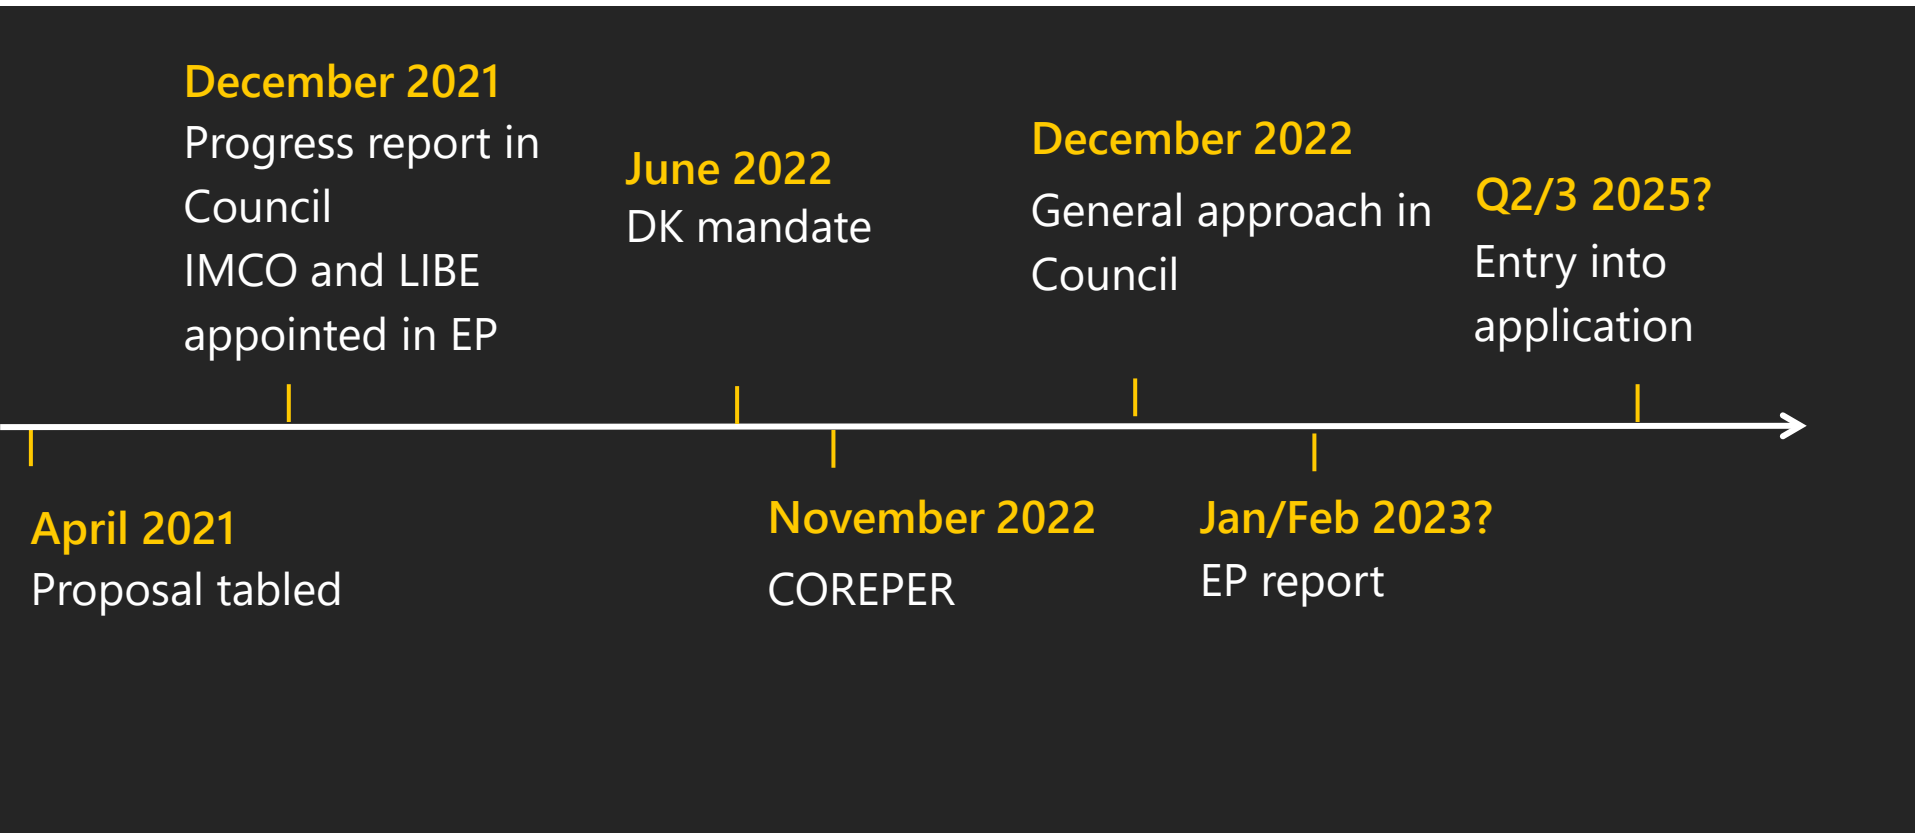 December 2021
Progress report in
Council
IMCO and LIBE
appointed in EP
June 2022
DK mandate
December 2022
General approach in
Council
Q2/3 2025?
Entry into
application
April 2021
Proposal tabled
November 2022
COREPER
Jan/Feb 2023?
EP report